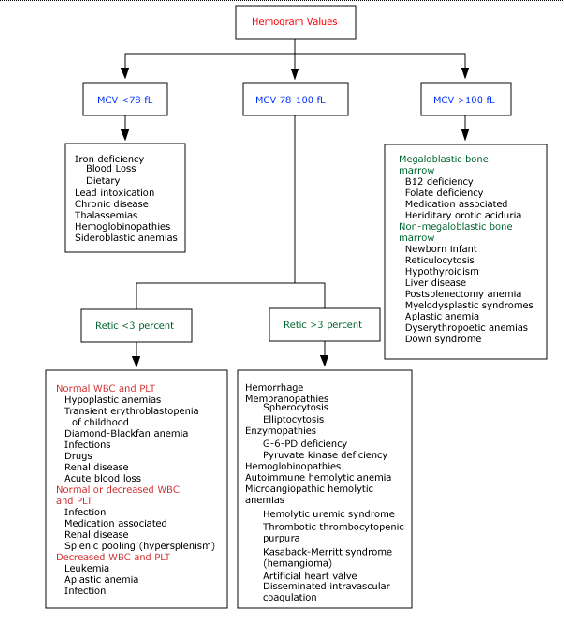 Hemogram Values
MCV <78 fL
MCV 78-100 fL
MCV >100 fL
Iron deficiency
Blood Loss
Dietary
Lead intoxication
Chronic disease
Thalassemias
Hemoglobinopathies
Sideroblastic anemias
Megaloblastic bone
marrow
B12 deficiency
Folate deficiency
Medication associated
Heriditary orotic aciduria
Non-megaloblastic bone
marrow
Newborn infant
Reticulocytosis
Hypothyroicism
Liver disease
Postsplenectomy anemia
Myelodysplastic syndromes
Aplastic anemia
Dyserythropoetic anemias
Down syndrome
Retic <3 percent
Retic >3 percent
Normal WBC and PLT
Hypoplastic anemias
Transient erythroblastopenia
of childhood
Diamond-Blackfan anemia
Infections
Drugs
Renal disease
Acute blood loss
Normal or decreased WBC
and PLT
Infection
Medication associated
Renal disease
Splenic pooling (hypersplenism)
Decreased WBC and PLT
Leukemia
Aplastic anemia
Infection
Hemorrhage
Membranopathies
Spherocytosis
Elliptocytosis
Enzymopathies
G-6-PD deficiency
Pyruvate kinase deficiency
Hemoglobinopathies
Autoimmune hemolytic anemia
Microangiopathic hemolytic
anemias
Hemolytic uremic syndrome
Thrombotic thrombocytopenic
purpura
Kasaback-Merritt syndrome
(hemangioma)
Artificial heart valve
Disseminated intravascular
coagulation